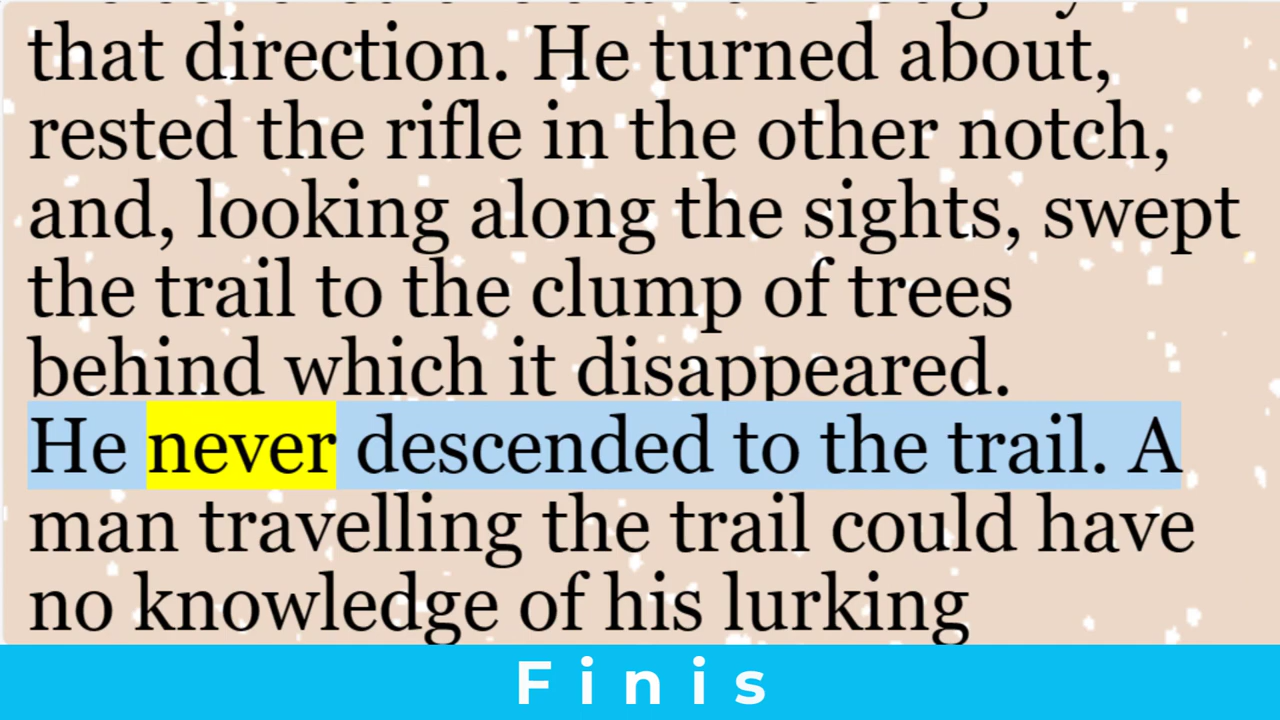 that direction. He turned about,
rested the rifle in the other notch,
and, looking along the sights, swept
the trail to the clump of trees
behind which it disappeared.
He never descended to the trail. A
man travelling the trail could have
no knowledge of his lurking
Finis